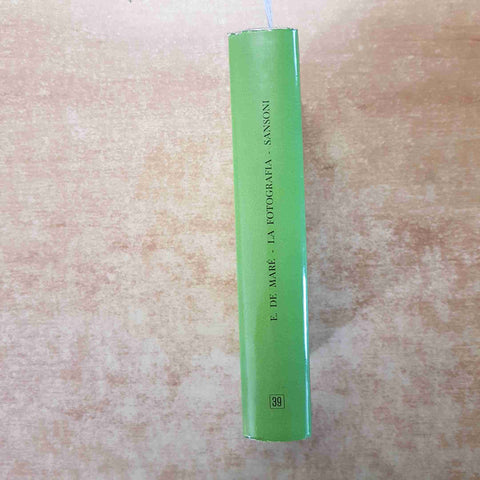 E. DE MARÉ - LA FOTOGRAFIA - SANSONI
39